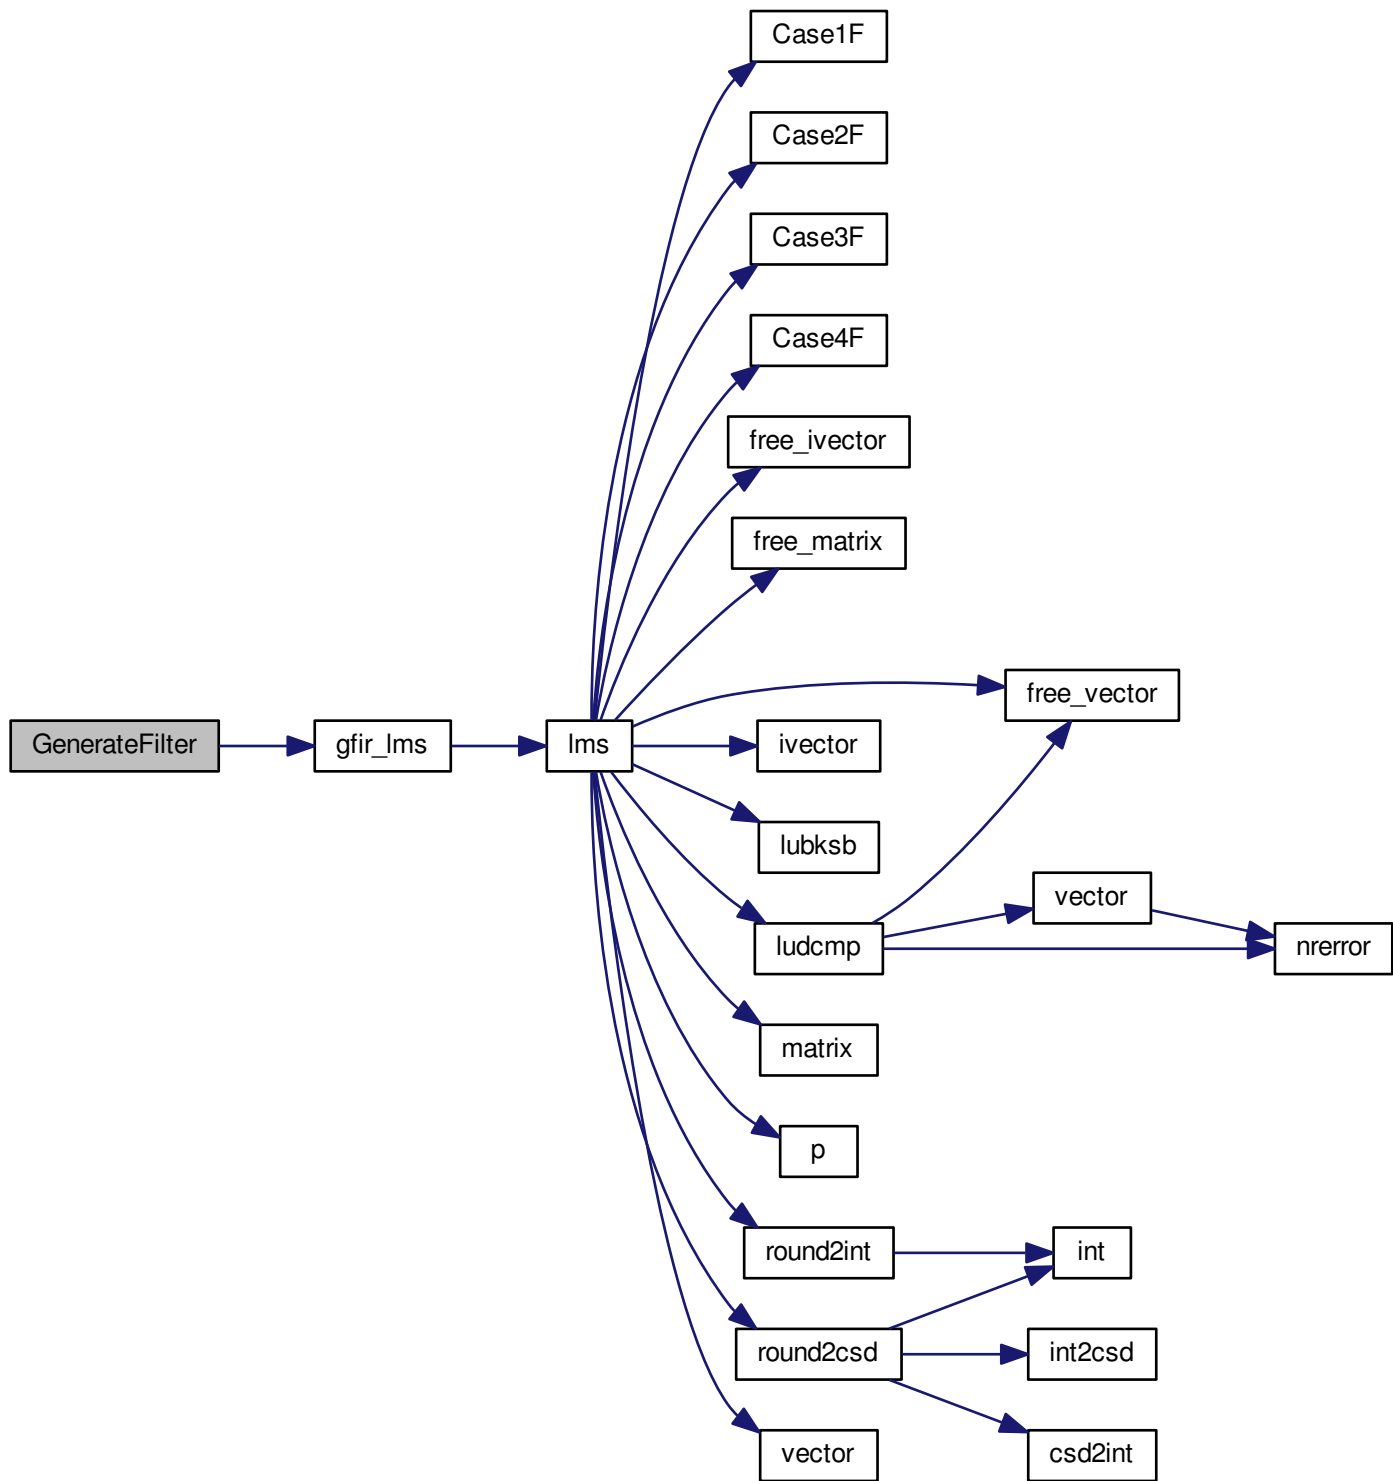 Case1F
Case2F
Case3F
Case4F
free_ivector
free_matrix
free_vector
GenerateFilter
gfir_lms
lms
ivector
lubksb
vector
ludcmp
nrerror
matrix
p
round2int
int
round2csd
int2csd
vector
csd2int